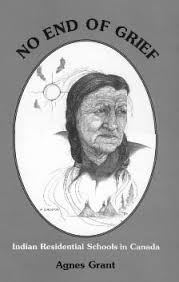 NO END OF GRIEF
Indian Residential Schools in Canada
Agnes Grant